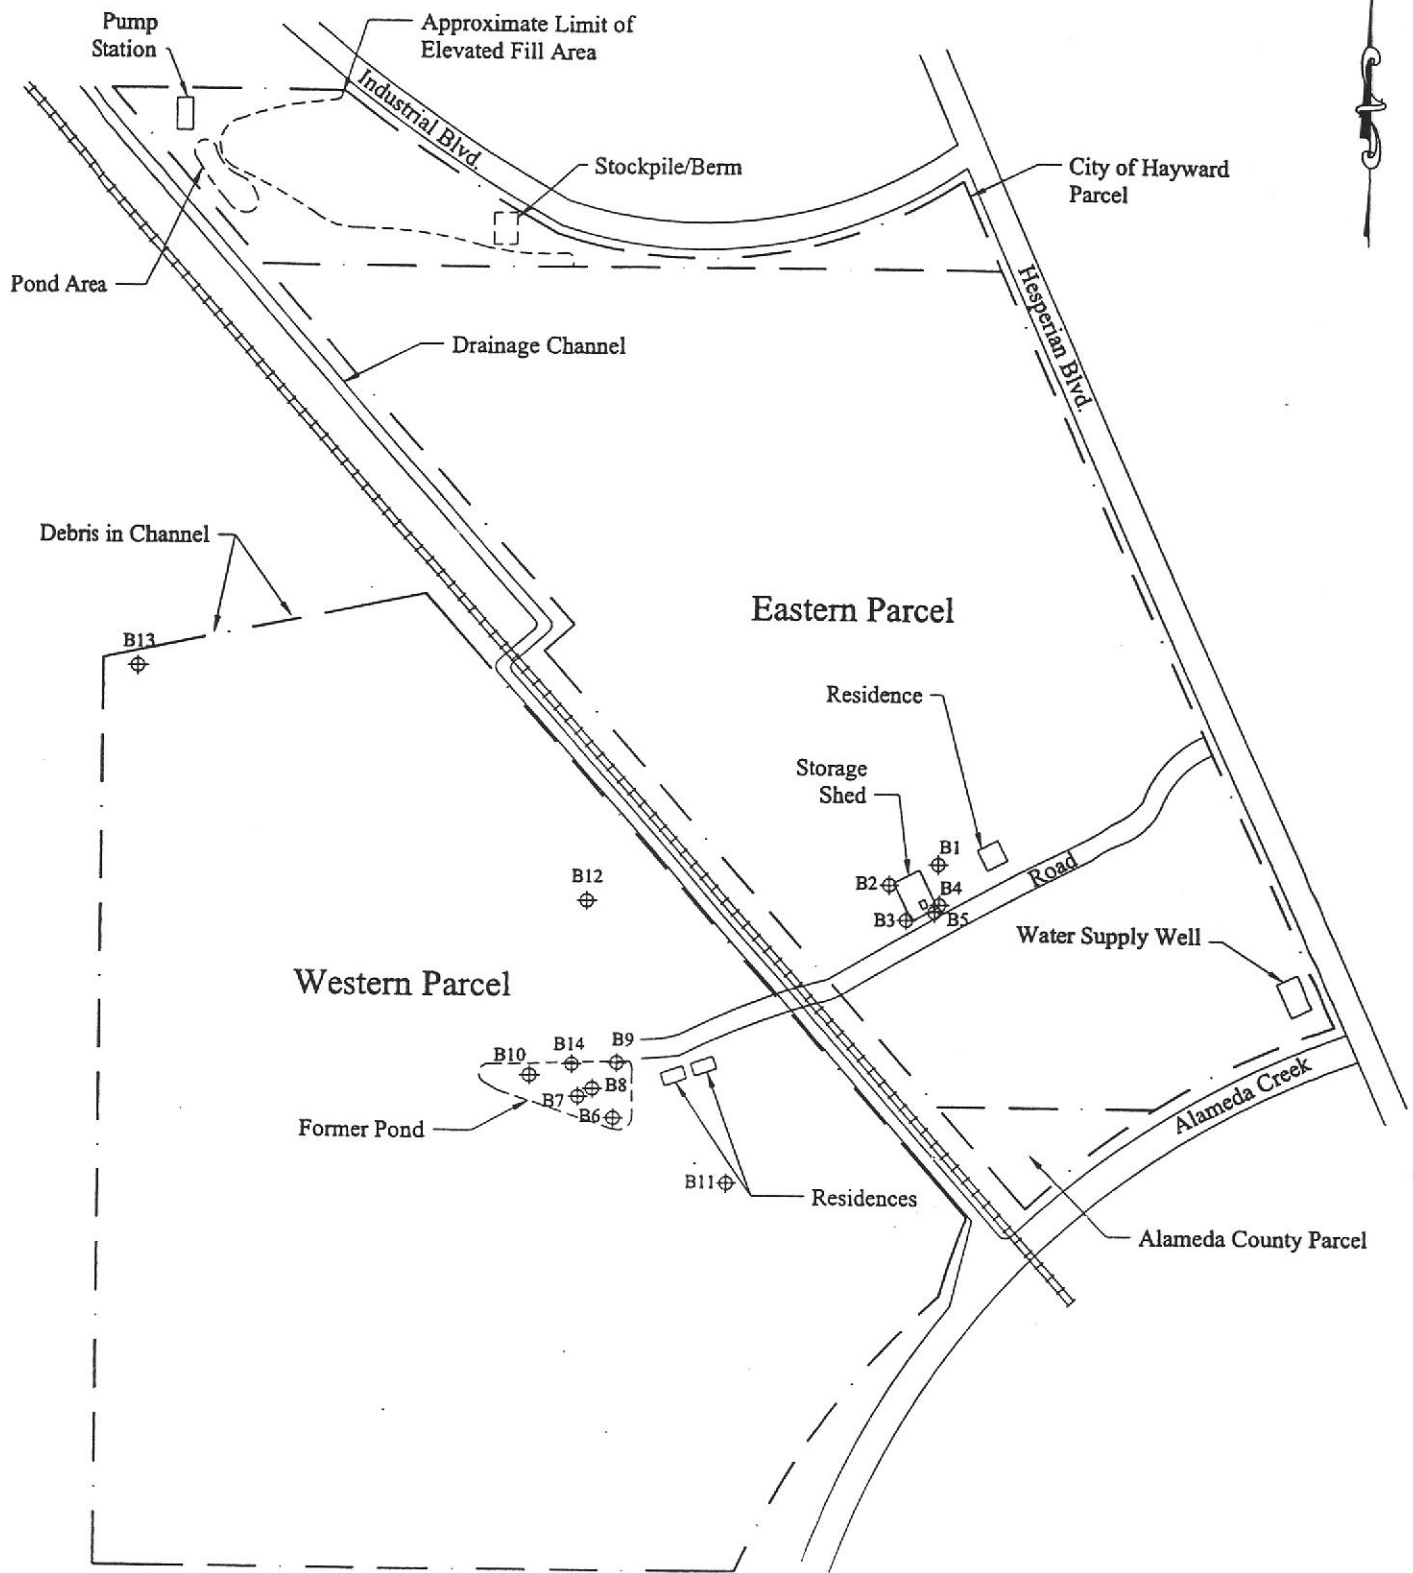 Pump
Station
Approximate Limit of
Elevated Fill Area
Industrial Blvd.
Stockpile/Berm
City of Hayward
Parcel
Pond Area
Hesperian Blvd.
Drainage Channel
Debris in Channel
Eastern Parcel
B13
Residence
Storage
Shed
B1
B2
B4
B3
B5
Road
B12
Water Supply Well
Western Parcel
B14
B9
B10
B8
B7
B6
Former Pond
Alameda Creek
B11
Residences
Alameda County Parcel